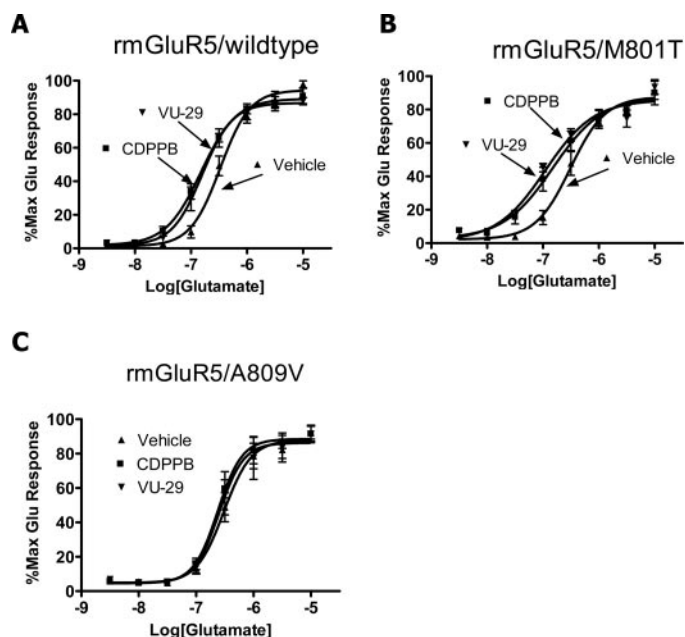 A
rmGluR5/wildtype
%Max Glu Response
100
80
60
40
20
0
VU-29
CDPPB
Vehicle
-9 -8 -7 -6 -5
Log[Glutamate]
B
rmGluR5/M801T
%Max Glu Response
100
80
60
40
20
0
CDPPB
VU-29
Vehicle
-9 -8 -7 -6 -5
Log[Glutamate]
C
rmGluR5/A809V
%Max Glu Response
100
80
60
40
20
0
Vehicle
CDPPB
VU-29
-9 -8 -7 -6 -5
Log[Glutamate]